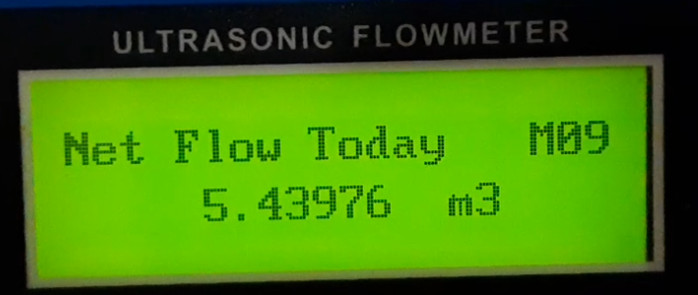 ULTRASONIC FLOWMETER
Net Flow Today M09
5.43976 m3